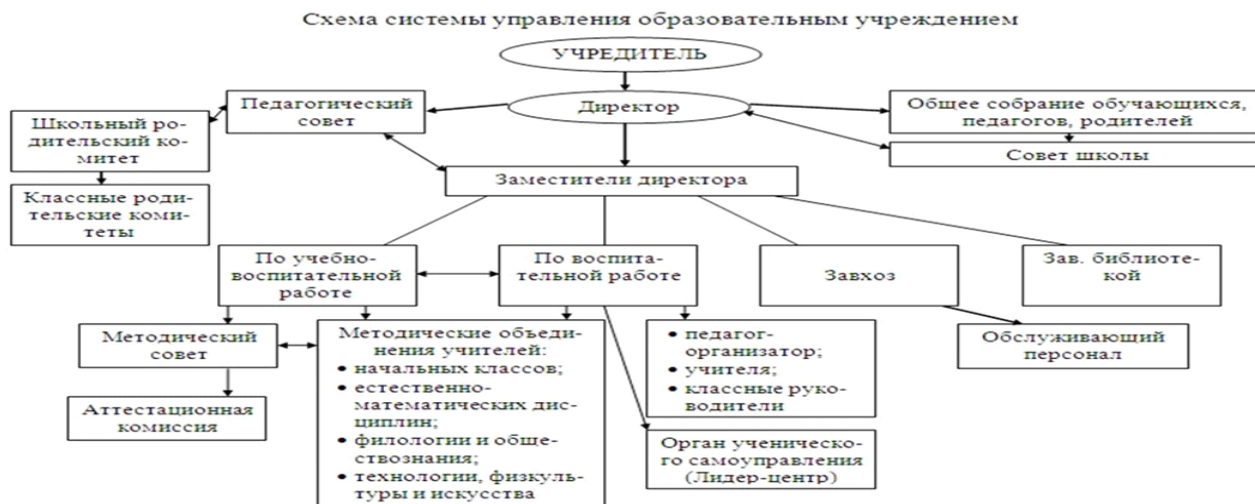 Схема системы управления образовательным учреждением
УЧРЕДИТЕЛЬ
Директор
Педагогический
совет
Общее собрание обучающихся,
педагогов, родителей
Школьный ро-
дительский ко-
митет
Совет школы
Заместители директора
Классные роди-
тельские коми-
теты
По учебно-
воспитательной
работе
По воспита-
тельной работе
Завхоз
Зав. библиоте-
кой
Методический
совет
Методические объеди-
нения учителей:
• начальных классов;
• естественно-
математических дис-
циплин;
• филологии и обще-
ствознания;
• технологии, физкуль-
туры и искусства
• педагог-
организатор;
• учителя;
• классные руко-
водители
Обслуживающий
персонал
Аттестационная
комиссия
Орган ученическо-
го самоуправления
(Лидер-центр)